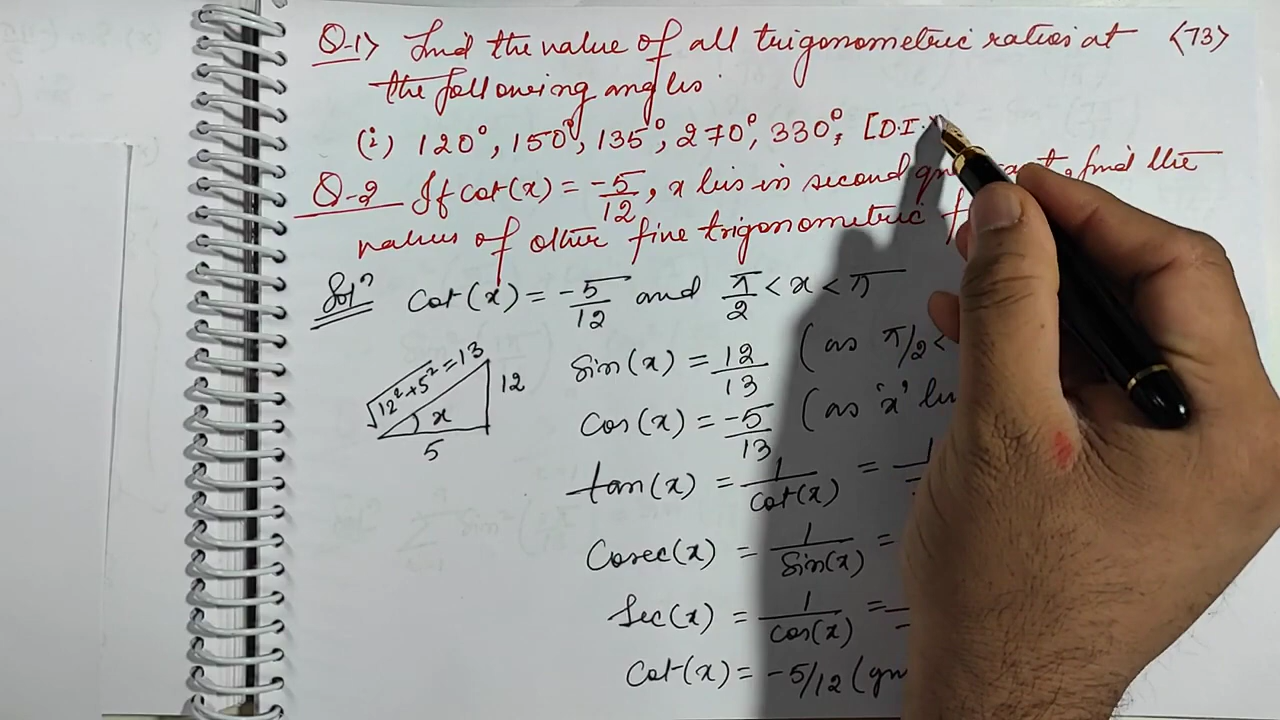 Q-1> Find the value of all trigonometric ratios at <73>
the following angles
(i) 120°, 150°, 135°, 270°, 330°; [D.I.Y
Q-2 If Cot(x) = -5/12, x lies in second find the
values of other five trigonometric
Solⁿ Cot(x) = -5/12 and π/2 < x < π
√12²+5² = 13
12
x
5
Sin(x) = 12/13 (as π/2 <
Cos(x) = -5/13 (as 'x' lies
tan(x) = 1/Cot(x) = 1/
Cosec(x) = 1/Sin(x) =
Sec(x) = 1/Cos(x) =
Cot(x) = -5/12 (